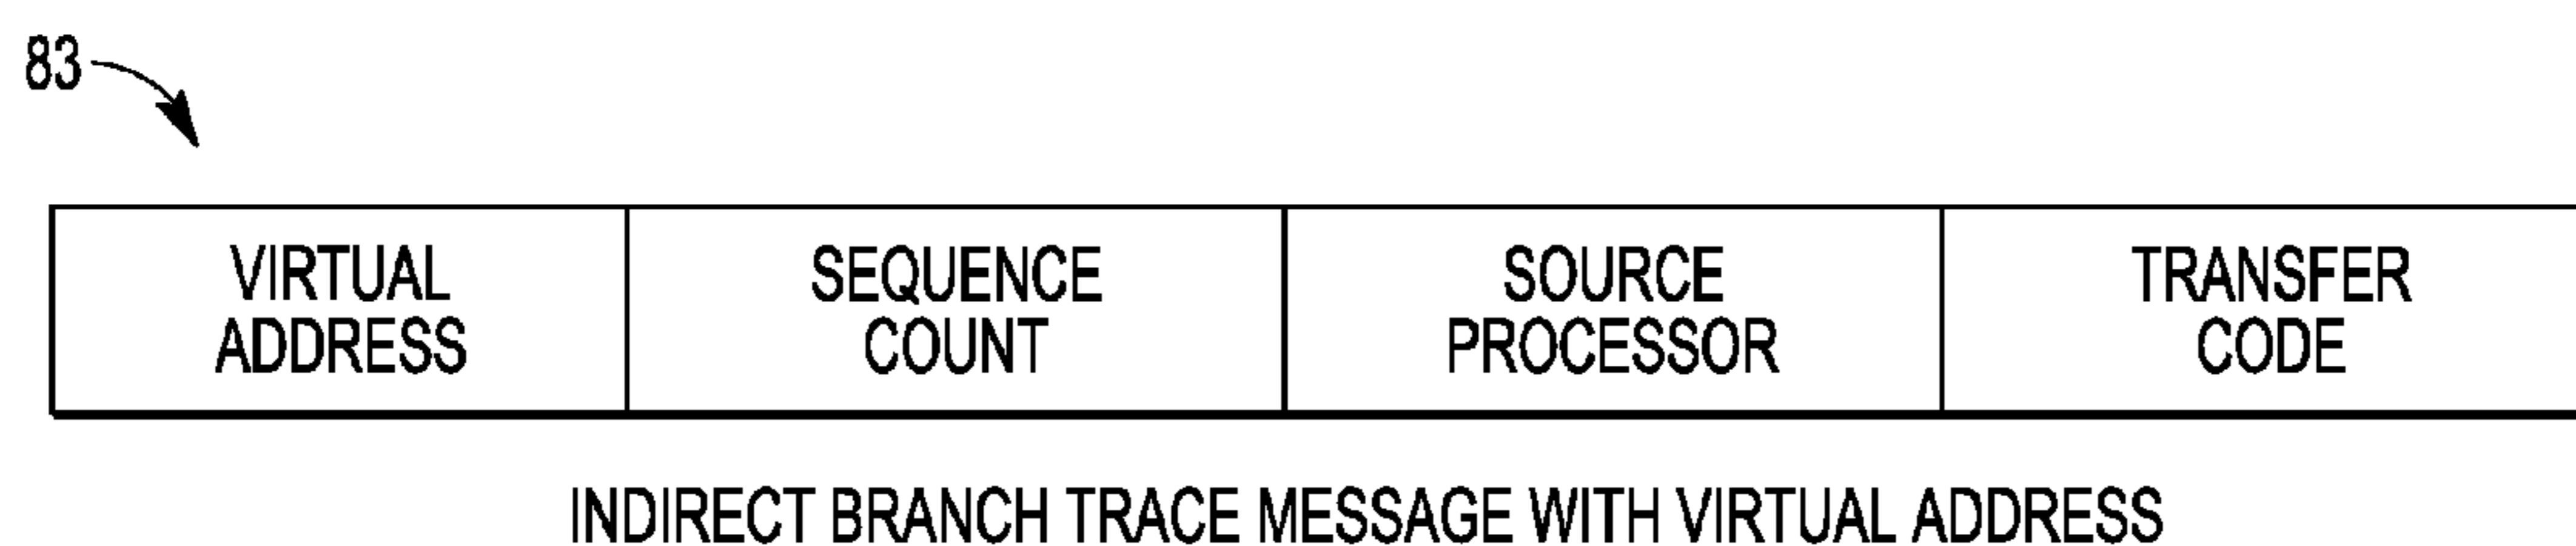 83
VIRTUAL
ADDRESS
SEQUENCE
COUNT
SOURCE
PROCESSOR
TRANSFER
CODE
INDIRECT BRANCH TRACE MESSAGE WITH VIRTUAL ADDRESS